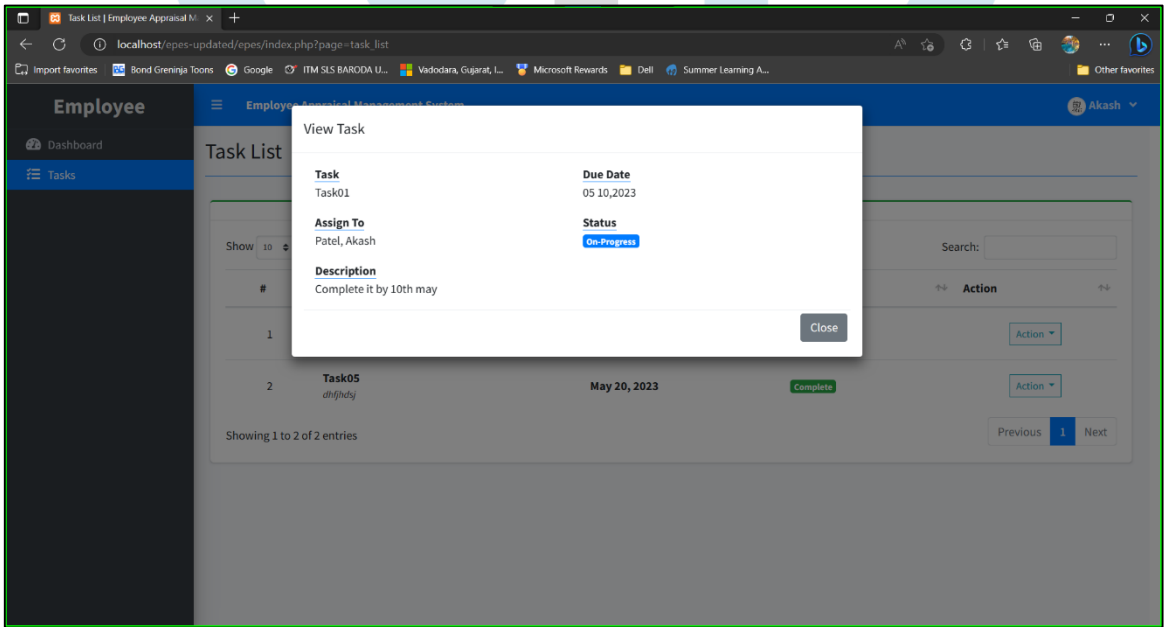 Task List | Employee Appraisal M
localhost/epes-updated/epes/index.php?page=task_list
Import favorites Bond Greninja Toons Google ITM SLS BARODA U... Vadodara, Gujarat, I... Microsoft Rewards Dell Summer Learning A... Other favorites
Employee
Employee Appraisal Management System
Akash
Dashboard
Tasks
Task List
View Task
Task
Task01
Due Date
05 10,2023
Assign To
Patel, Akash
Status
On-Progress
Description
Complete it by 10th may
Close
Show 10
Search:
# Action
1 Action
2 Task05 May 20, 2023 Complete Action
dhfjhdsj
Showing 1 to 2 of 2 entries
Previous 1 Next